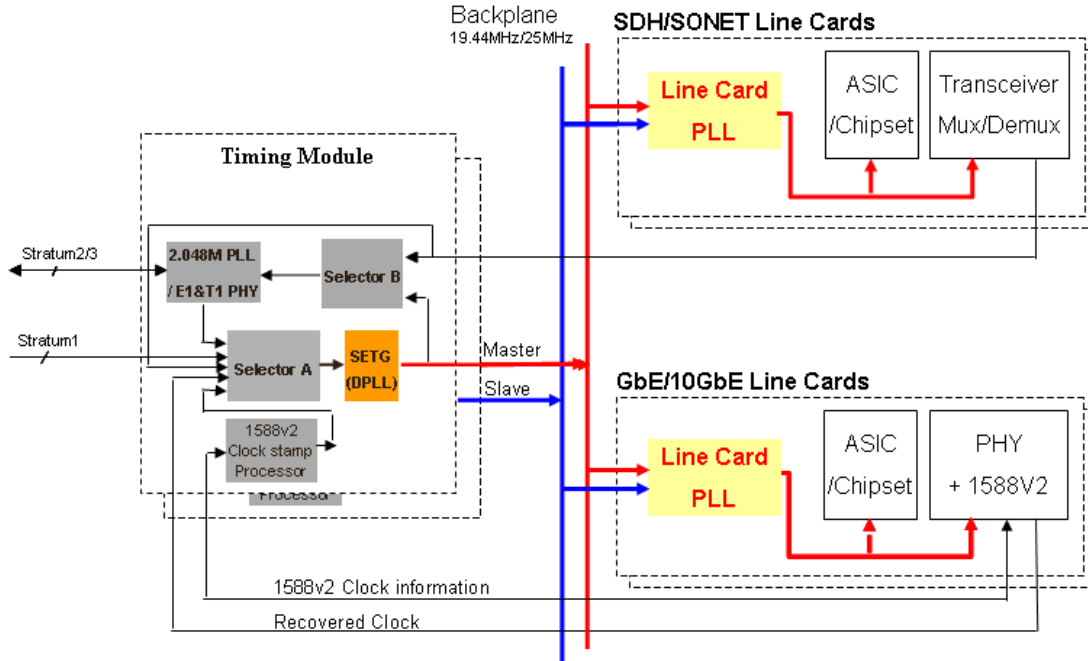 Backplane
19.44MHz/25MHz
SDH/SONET Line Cards
Line Card
PLL
ASIC
/Chipset
Transceiver
Mux/Demux
Timing Module
Stratum2/3
2.048M PLL
/ E1&T1 PHY
Selector B
Stratum1
Selector A
SETG
(DPLL)
Master
Slave
1588v2
Clock stamp
Processor
Processor
GbE/10GbE Line Cards
Line Card
PLL
ASIC
/Chipset
PHY
+ 1588V2
1588v2 Clock information
Recovered Clock